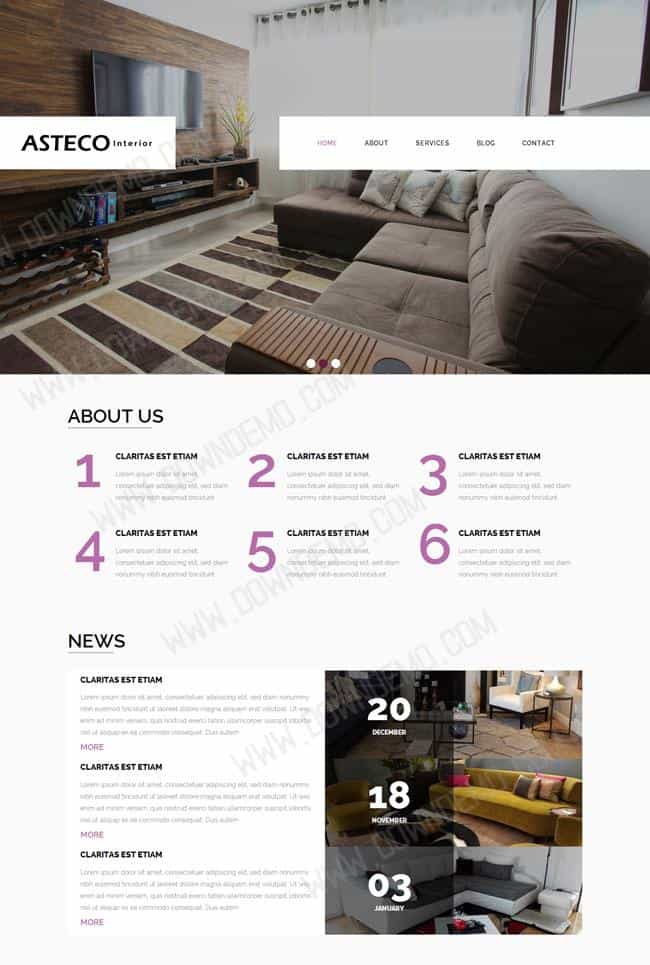 ASTECO Interior
HOME ABOUT SERVICES BLOG CONTACT
ABOUT US
1
CLARITAS EST ETIAM
Lorem ipsum dolor sit amet,
consectetuer adipiscing elit, sed diam
nonummy nibh euismod tincidunt
2
CLARITAS EST ETIAM
Lorem ipsum dolor sit amet,
consectetuer adipiscing elit, sed diam
nonummy nibh euismod tincidunt
3
CLARITAS EST ETIAM
Lorem ipsum dolor sit amet,
consectetuer adipiscing elit, sed diam
nonummy nibh euismod tincidunt
4
CLARITAS EST ETIAM
Lorem ipsum dolor sit amet,
consectetuer adipiscing elit, sed diam
nonummy nibh euismod tincidunt
5
CLARITAS EST ETIAM
Lorem ipsum dolor sit amet,
consectetuer adipiscing elit, sed diam
nonummy nibh euismod tincidunt
6
CLARITAS EST ETIAM
Lorem ipsum dolor sit amet,
consectetuer adipiscing elit, sed diam
nonummy nibh euismod tincidunt
NEWS
CLARITAS EST ETIAM
Lorem ipsum dolor sit amet, consectetuer adipiscing elit, sed diam nonummy
nibh euismod tincidunt ut laoreet dolore magna aliquam erat volutpat. Ut wisi
enim ad minim veniam, quis nostrud exerci tation ullamcorper suscipit lobortis
nisl ut aliquip ex ea commodo consequat. Duis autem
MORE
20
DECEMBER
CLARITAS EST ETIAM
Lorem ipsum dolor sit amet, consectetuer adipiscing elit, sed diam nonummy
nibh euismod tincidunt ut laoreet dolore magna aliquam erat volutpat. Ut wisi
enim ad minim veniam, quis nostrud exerci tation ullamcorper suscipit lobortis
nisl ut aliquip ex ea commodo consequat. Duis autem
MORE
18
NOVEMBER
CLARITAS EST ETIAM
Lorem ipsum dolor sit amet, consectetuer adipiscing elit, sed diam nonummy
nibh euismod tincidunt ut laoreet dolore magna aliquam erat volutpat. Ut wisi
enim ad minim veniam, quis nostrud exerci tation ullamcorper suscipit lobortis
nisl ut aliquip ex ea commodo consequat. Duis autem
MORE
03
JANUARY
WWW.DOWNDEMO.COM
WWW.DOWNDEMO.COM
WWW.DOWNDEMO.COM